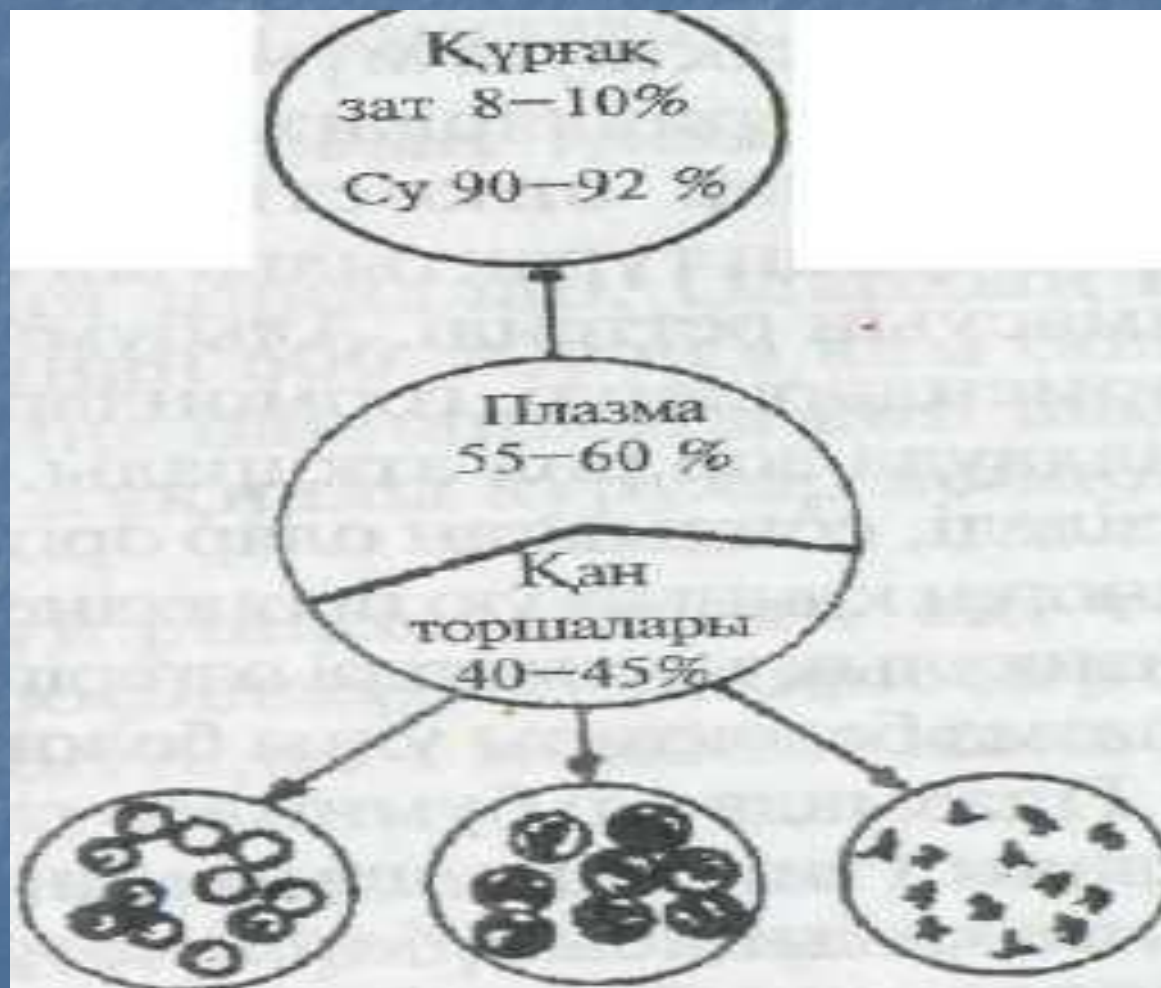 Құрғақ
зат 8—10%
Су 90—92 %
Плазма
55—60 %
Қан
торшалары
40—45%